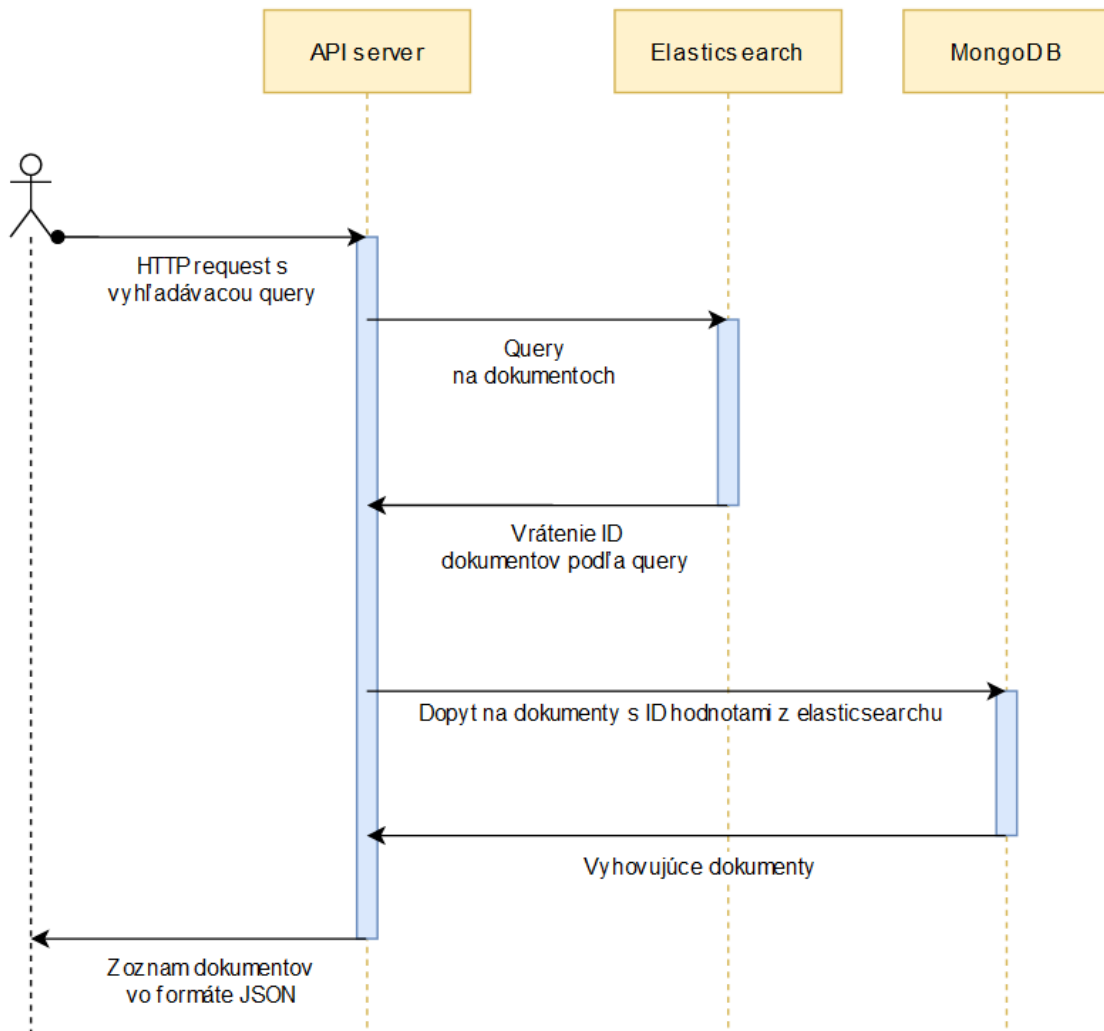 API server
Elasticsearch
MongoDB
HTTP request s
vyhľadávacou query
Query
na dokumentoch
Vrátenie ID
dokumentov podľa query
Dopyt na dokumenty s ID hodnotami z elasticsearchu
Vyhovujúce dokumenty
Zoznam dokumentov
vo formáte JSON